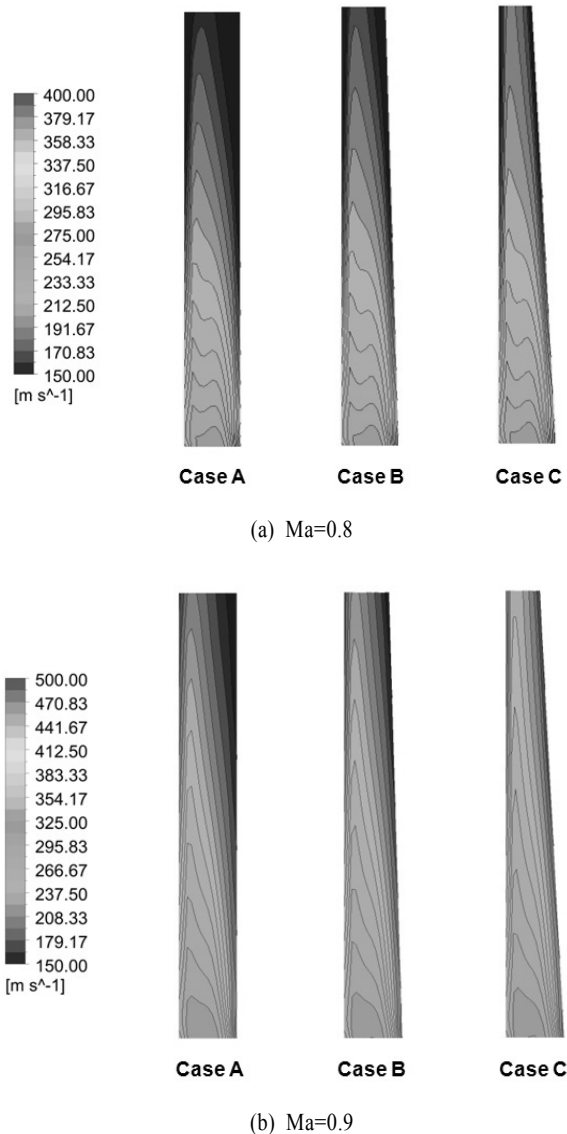 400.00
379.17
358.33
337.50
316.67
295.83
275.00
254.17
233.33
212.50
191.67
170.83
150.00
[m s^-1]
Case A
Case B
Case C
(a) Ma=0.8
500.00
470.83
441.67
412.50
383.33
354.17
325.00
295.83
266.67
237.50
208.33
179.17
150.00
[m s^-1]
Case A
Case B
Case C
(b) Ma=0.9